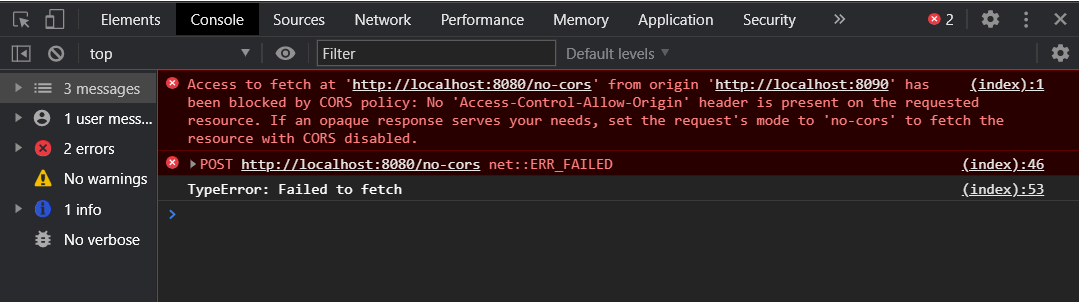 Elements Console Sources Network Performance Memory Application Security » 2
top Filter Default levels
3 messages
1 user mess...
2 errors
No warnings
1 info
No verbose
Access to fetch at 'http://localhost:8080/no-cors' from origin 'http://localhost:8090' has (index):1
been blocked by CORS policy: No 'Access-Control-Allow-Origin' header is present on the requested
resource. If an opaque response serves your needs, set the request's mode to 'no-cors' to fetch the
resource with CORS disabled.
POST http://localhost:8080/no-cors net::ERR_FAILED (index):46
TypeError: Failed to fetch (index):53